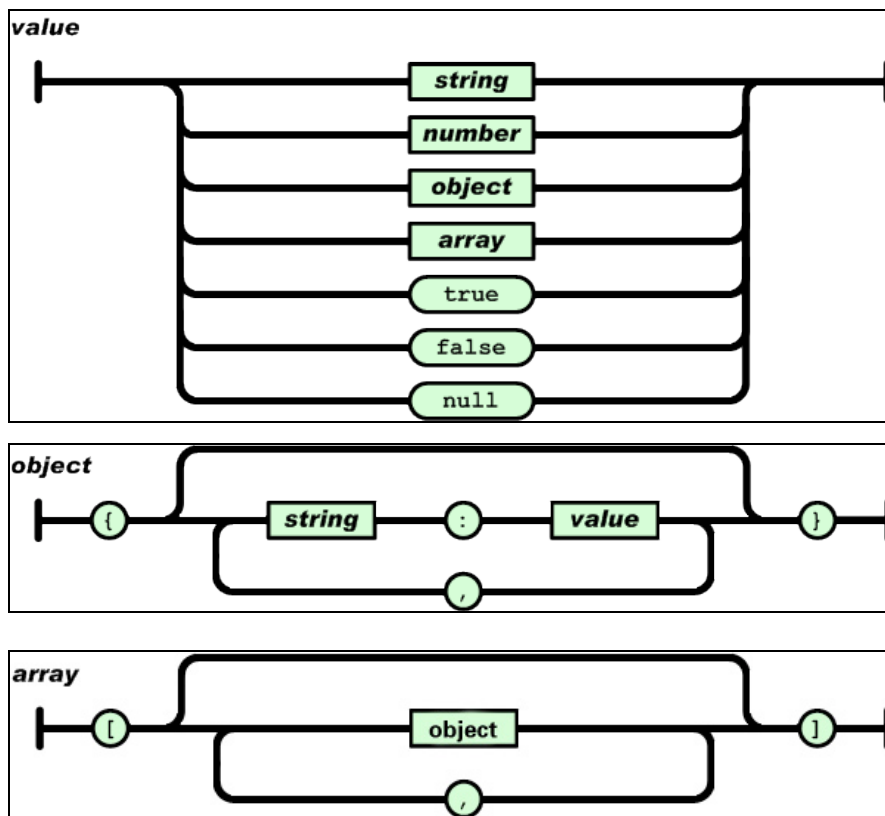 value
string
number
object
array
true
false
null
object
{ string : value }
,
array
[ object ]
,